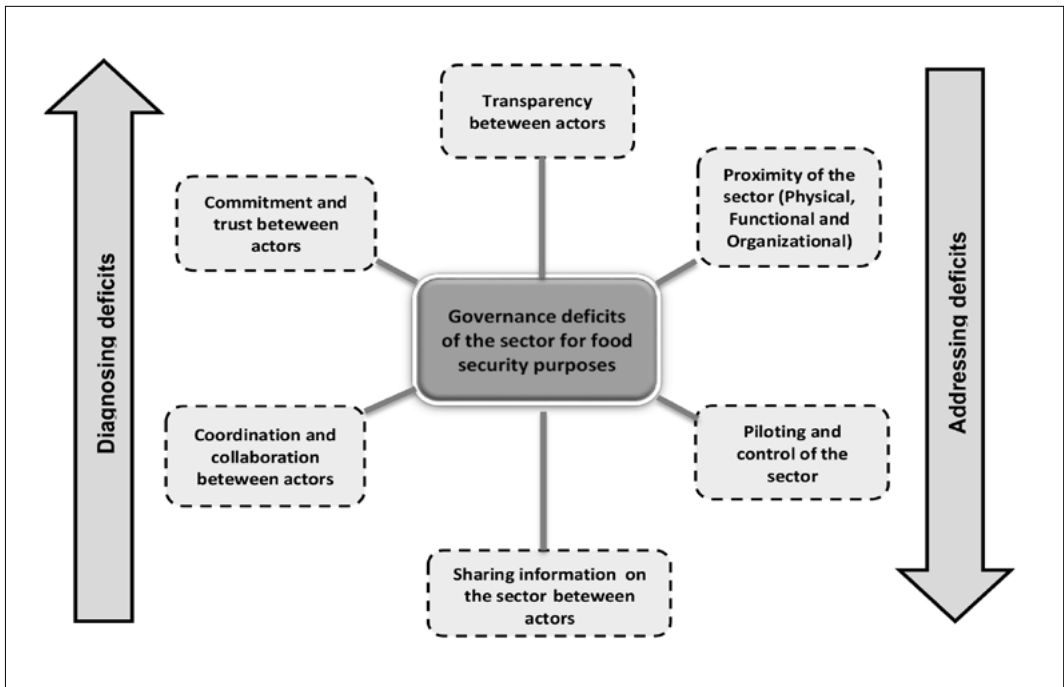 Diagnosing deficits
Transparency
beteween actors
Commitment and
trust beteween
actors
Proximity of the
sector (Physical,
Functional and
Organizational)
Governance deficits
of the sector for food
security purposes
Coordination and
collaboration
beteween actors
Piloting and
control of the
sector
Sharing information on
the sector beteween
actors
Addressing deficits